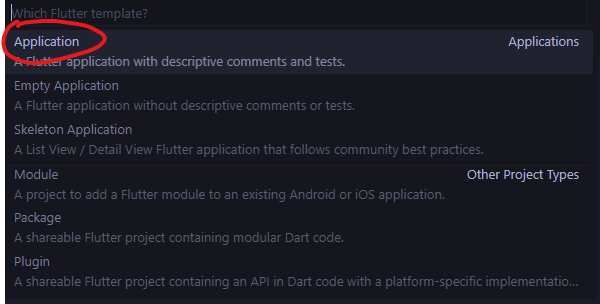 Which Flutter template?
Application Applications
A Flutter application with descriptive comments and tests.
Empty Application
A Flutter application without descriptive comments or tests.
Skeleton Application
A List View / Detail View Flutter application that follows community best practices.
Module Other Project Types
A project to add a Flutter module to an existing Android or iOS application.
Package
A shareable Flutter project containing modular Dart code.
Plugin
A shareable Flutter project containing an API in Dart code with a platform-specific implementatio...